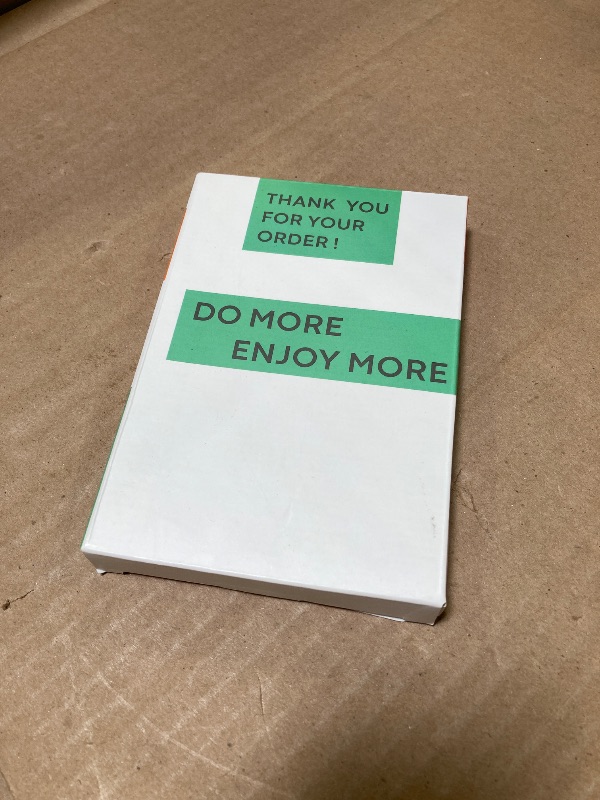 THANK YOU
FOR YOUR
ORDER !
DO MORE
ENJOY MORE